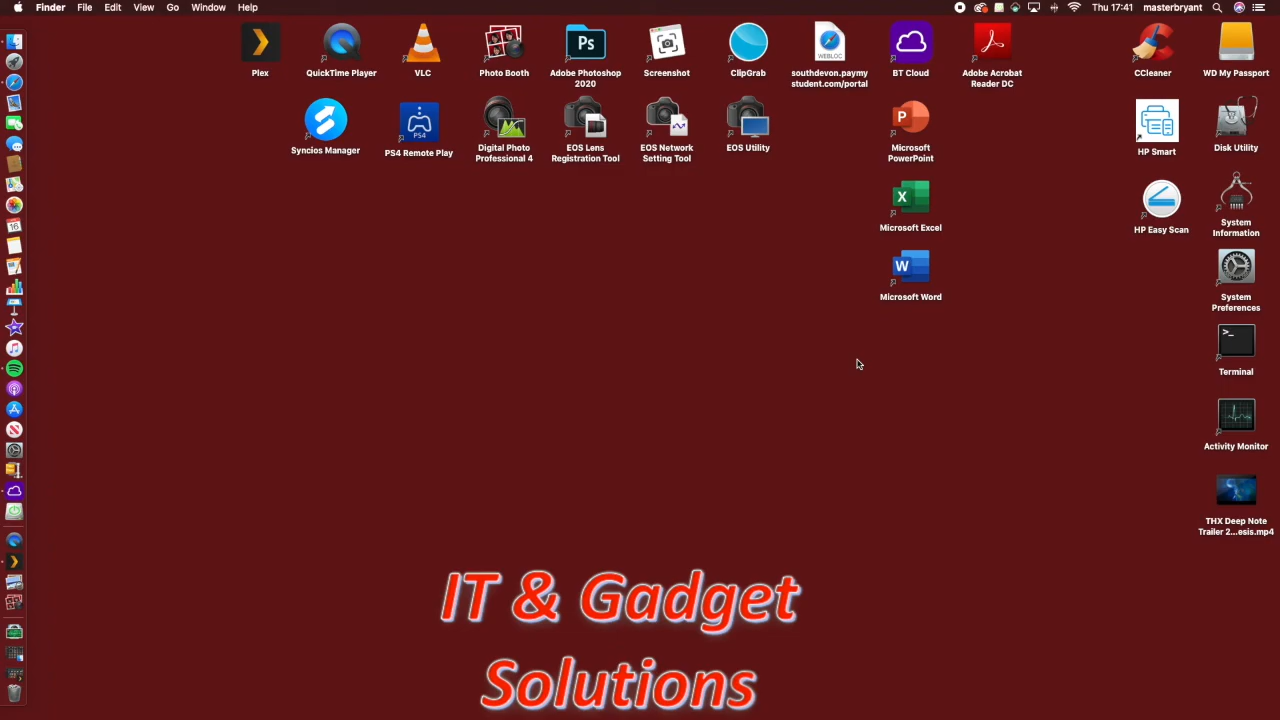 Finder File Edit View Go Window Help Thu 17:41 masterbryant
Plex
QuickTime Player
VLC
Photo Booth
Ps
Adobe Photoshop
2020
Screenshot
ClipGrab
WEBLOC
southdevon.paymy
student.com/portal
BT Cloud
Adobe Acrobat
Reader DC
CCleaner
WD My Passport
Syncios Manager
PS4
PS4 Remote Play
Digital Photo
Professional 4
EOS Lens
Registration Tool
EOS Network
Setting Tool
EOS Utility
P
Microsoft
PowerPoint
HP Smart
Disk Utility
X
Microsoft Excel
HP Easy Scan
System
Information
W
Microsoft Word
System
Preferences
>_
Terminal
Activity Monitor
THX Deep Note
Trailer 2...esis.mp4
16
IT & Gadget
Solutions